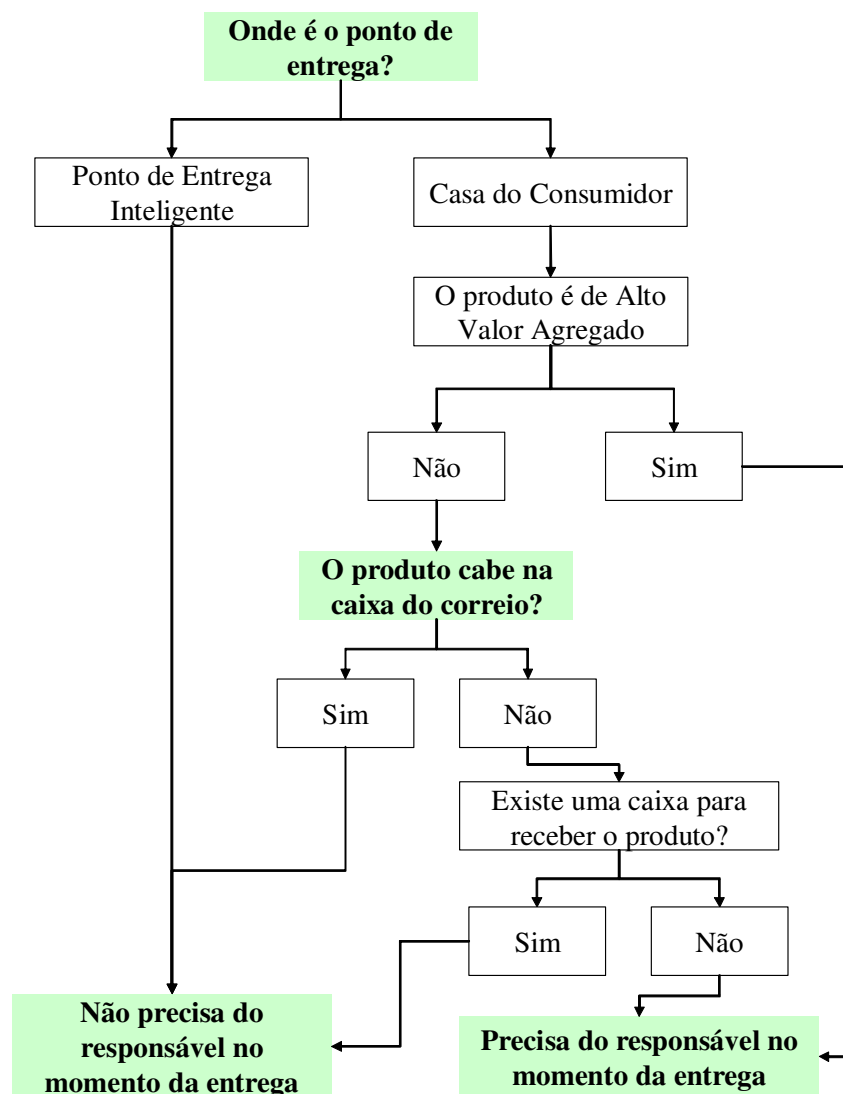 Onde é o ponto de
entrega?
Ponto de Entrega
Inteligente
Casa do Consumidor
O produto é de Alto
Valor Agregado
Não
Sim
O produto cabe na
caixa do correio?
Sim
Não
Existe uma caixa para
receber o produto?
Sim
Não
Não precisa do
responsável no
momento da entrega
Precisa do responsável no
momento da entrega